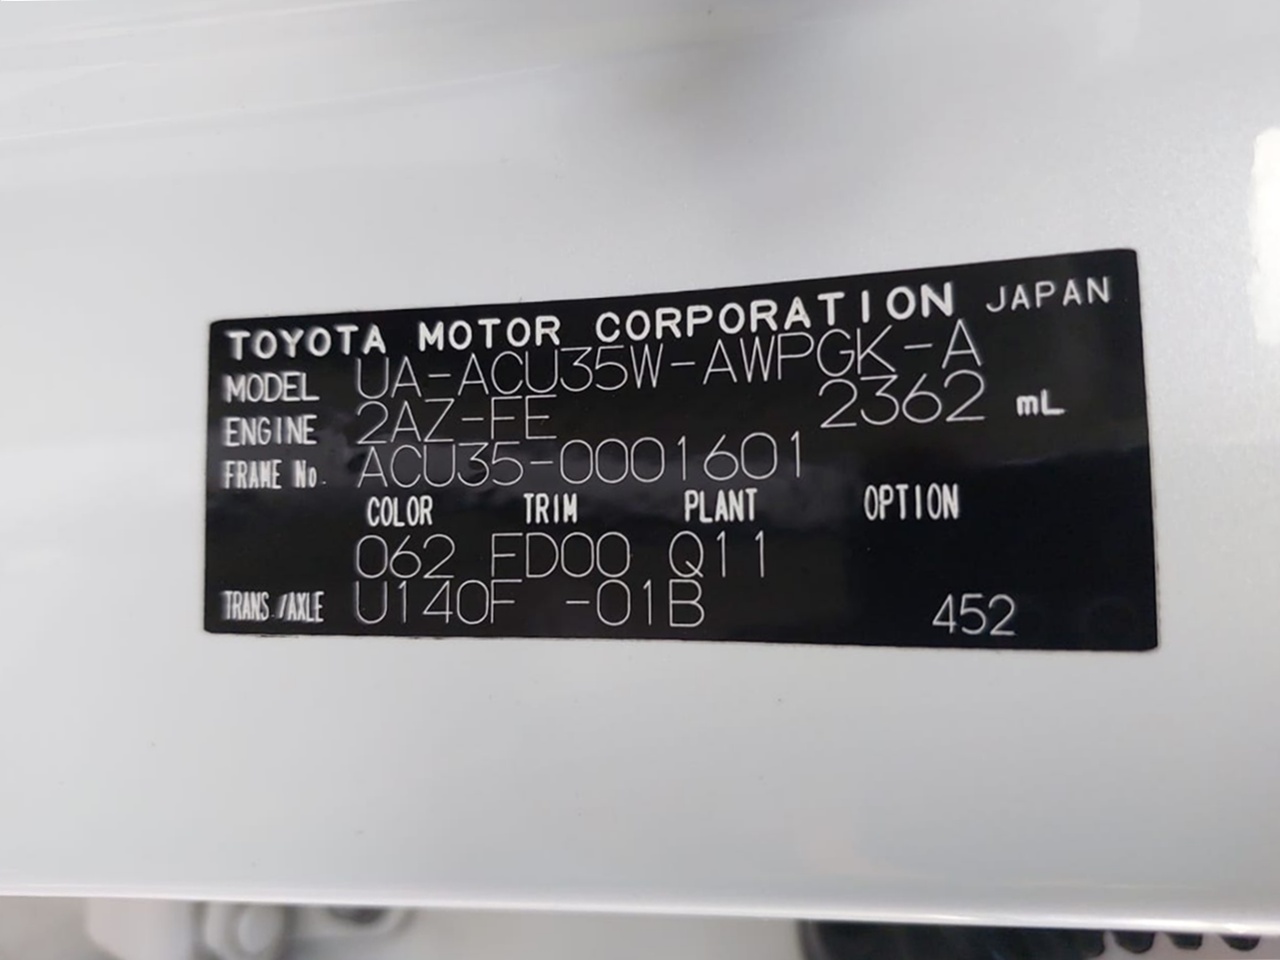 TOYOTA MOTOR CORPORATION JAPAN
MODEL UA-ACU35W-AWPGK-A
ENGINE 2AZ-FE 2362 mL
FRAME No. ACU35-0001601
COLOR TRIM PLANT OPTION
062 FD00 Q11
TRANS./AXLE U140F -01B 452